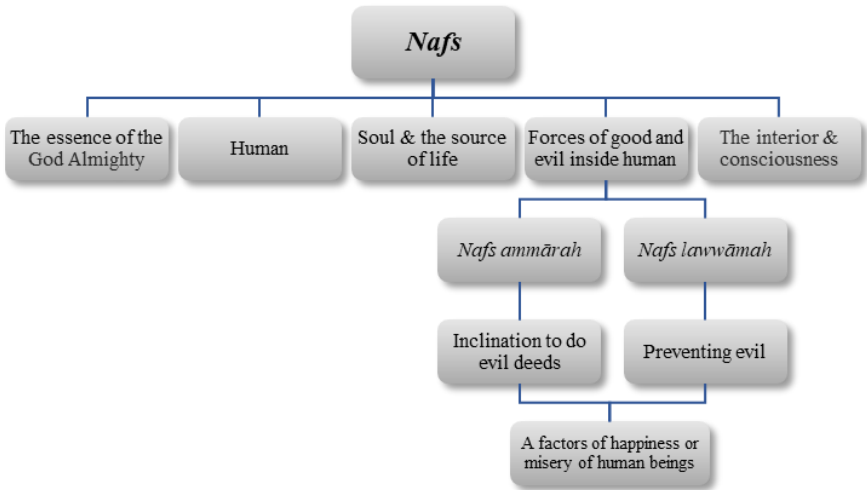 Nafs
The essence of the
God Almighty
Human
Soul & the source
of life
Forces of good and
evil inside human
The interior &
consciousness
Nafs ammārah
Nafs lawwāmah
Inclination to do
evil deeds
Preventing evil
A factors of happiness or
misery of human beings